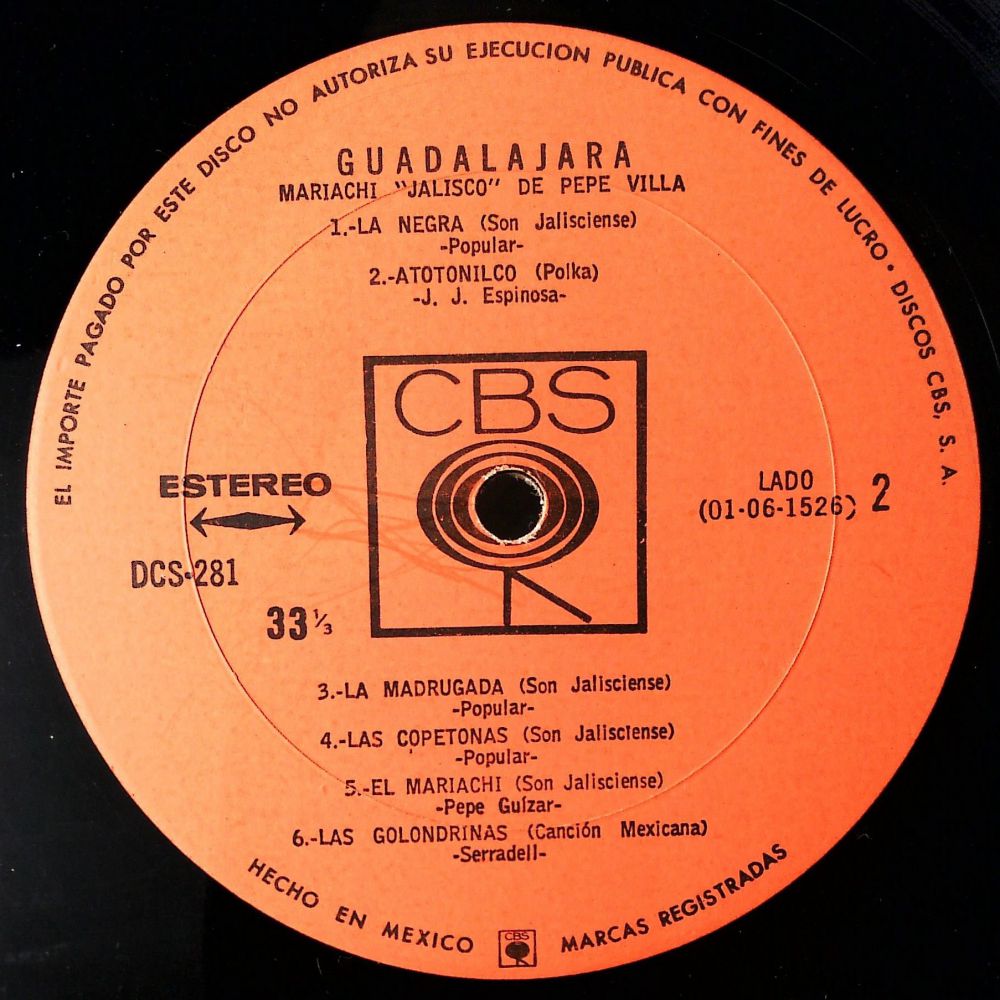 EL IMPORTE PAGADO POR ESTE DISCO NO AUTORIZA SU EJECUCION PUBLICA CON FINES DE LUCRO • DISCOS CBS, S. A.
GUADALAJARA
MARIACHI "JALISCO" DE PEPE VILLA
1.-LA NEGRA (Son Jalisciense)
-Popular-
2.-ATOTONILCO (Polka)
-J. J. Espinosa-
CBS
ESTEREO
LADO 2
(01-06-1526)
DCS-281
33 1/3
3.-LA MADRUGADA (Son Jalisciense)
-Popular-
4.-LAS COPETONAS (Son Jalisciense)
-Popular-
5.-EL MARIACHI (Son Jalisciense)
-Pepe Guízar-
6.-LAS GOLONDRINAS (Canción Mexicana)
-Serradell-
HECHO EN MEXICO CBS MARCAS REGISTRADAS